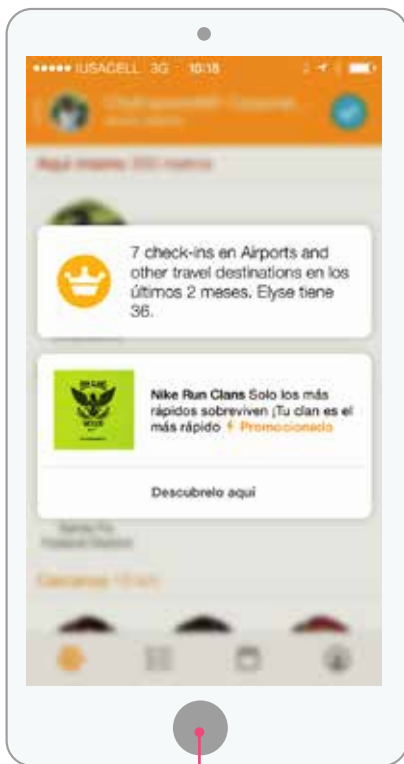 IUSACELL 3G 10:18
7 check-ins en Airports and
other travel destinations en los
últimos 2 meses. Elyse tiene
36.
Nike Run Clans Solo los más
rápidos sobreviven ¡Tu clan es el
más rápido Promocionado
Descubrelo aquí